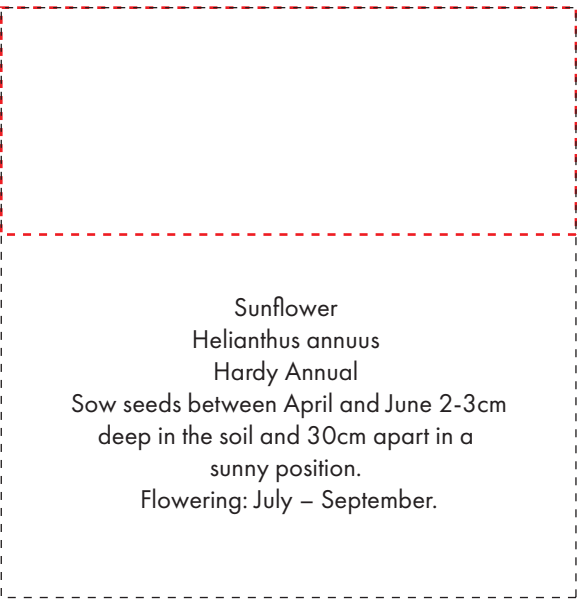 Sunflower
Helianthus annuus
Hardy Annual
Sow seeds between April and June 2-3cm
deep in the soil and 30cm apart in a
sunny position.
Flowering: July – September.